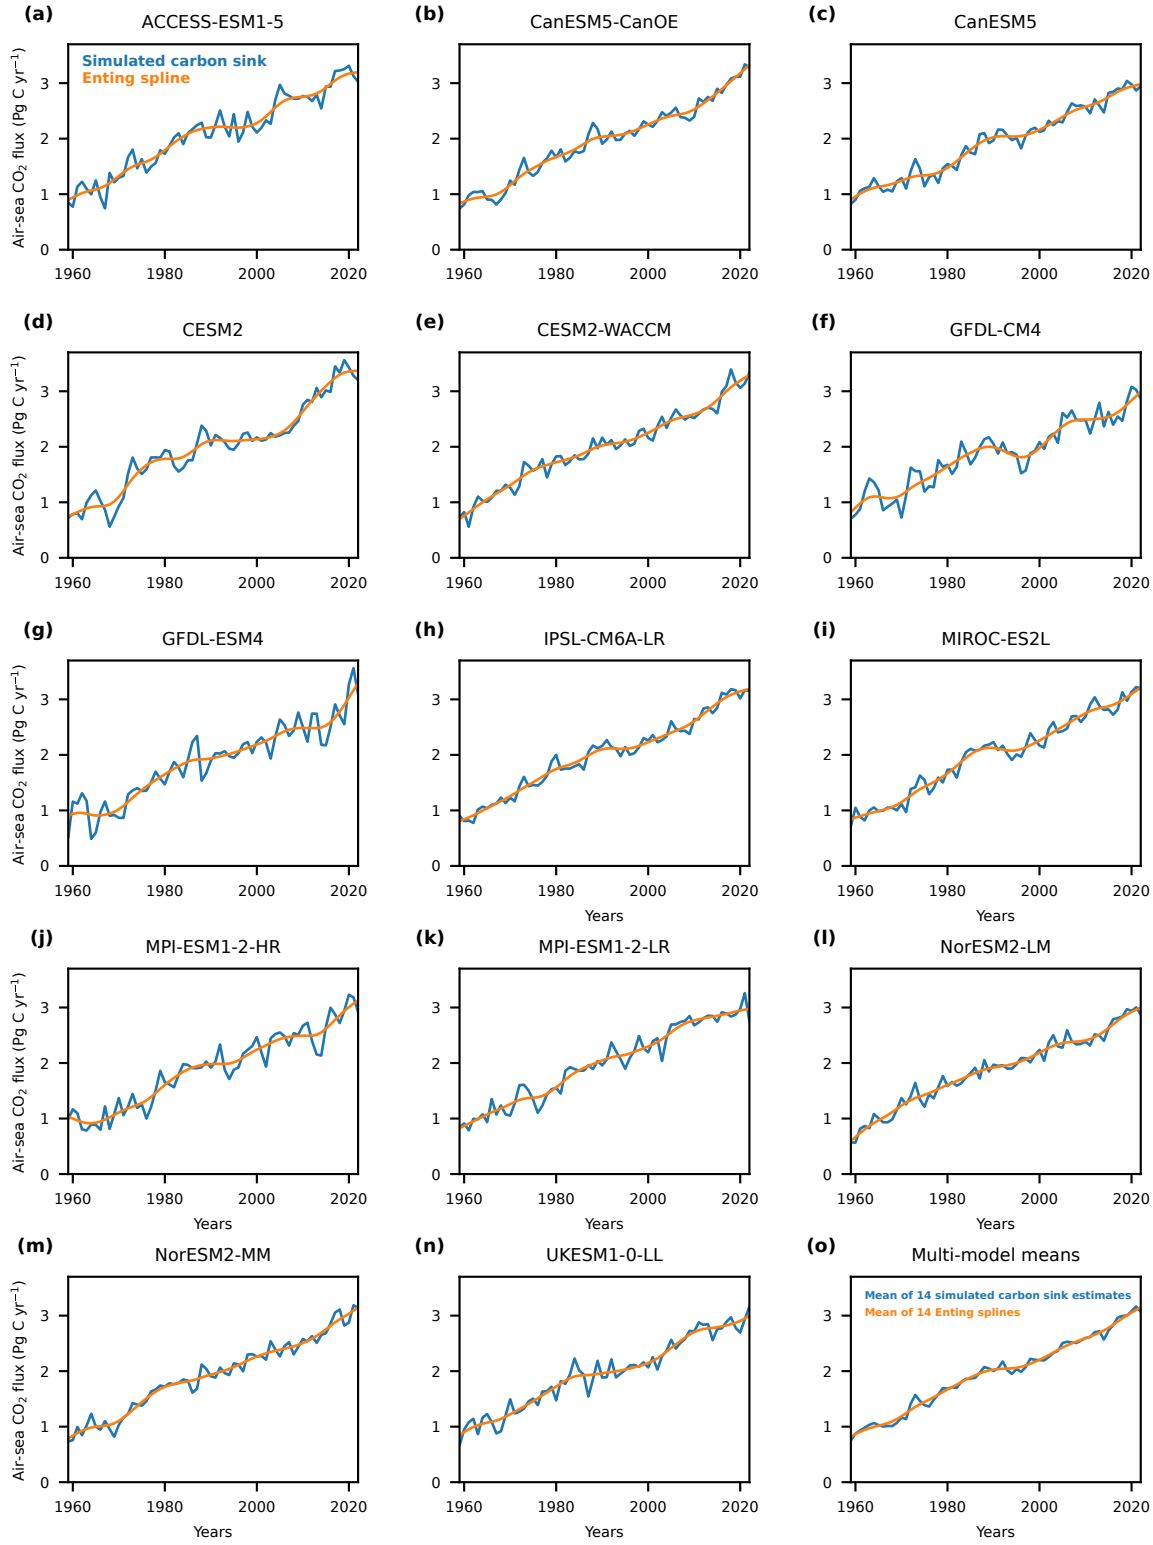 (a) ACCESS-ESM1-5
Simulated carbon sink
Enting spline
Air-sea CO₂ flux (Pg C yr⁻¹)
3
2
1
0
1960 1980 2000 2020
(b) CanESM5-CanOE
3
2
1
0
1960 1980 2000 2020
(c) CanESM5
3
2
1
0
1960 1980 2000 2020
(d) CESM2
Air-sea CO₂ flux (Pg C yr⁻¹)
3
2
1
0
1960 1980 2000 2020
(e) CESM2-WACCM
3
2
1
0
1960 1980 2000 2020
(f) GFDL-CM4
3
2
1
0
1960 1980 2000 2020
(g) GFDL-ESM4
Air-sea CO₂ flux (Pg C yr⁻¹)
3
2
1
0
1960 1980 2000 2020
(h) IPSL-CM6A-LR
3
2
1
0
1960 1980 2000 2020
Years
(i) MIROC-ES2L
3
2
1
0
1960 1980 2000 2020
Years
(j) MPI-ESM1-2-HR
Air-sea CO₂ flux (Pg C yr⁻¹)
3
2
1
0
1960 1980 2000 2020
Years
(k) MPI-ESM1-2-LR
3
2
1
0
1960 1980 2000 2020
Years
(l) NorESM2-LM
3
2
1
0
1960 1980 2000 2020
Years
(m) NorESM2-MM
Air-sea CO₂ flux (Pg C yr⁻¹)
3
2
1
0
1960 1980 2000 2020
Years
(n) UKESM1-0-LL
3
2
1
0
1960 1980 2000 2020
Years
(o) Multi-model means
Mean of 14 simulated carbon sink estimates
Mean of 14 Enting splines
3
2
1
0
1960 1980 2000 2020
Years